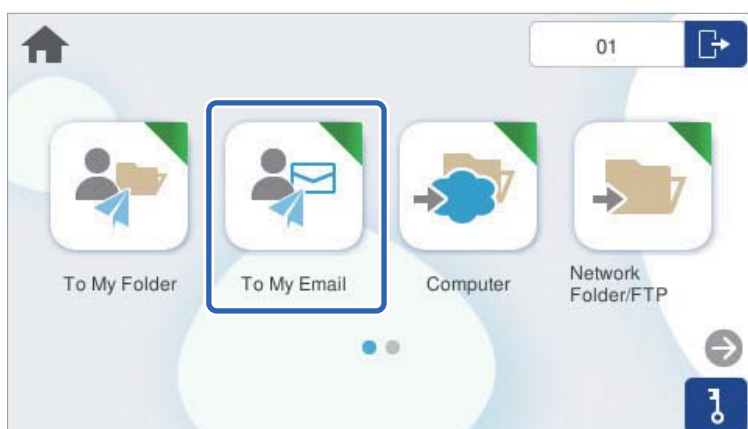 01
To My Folder
To My Email
Computer
Network
Folder/FTP